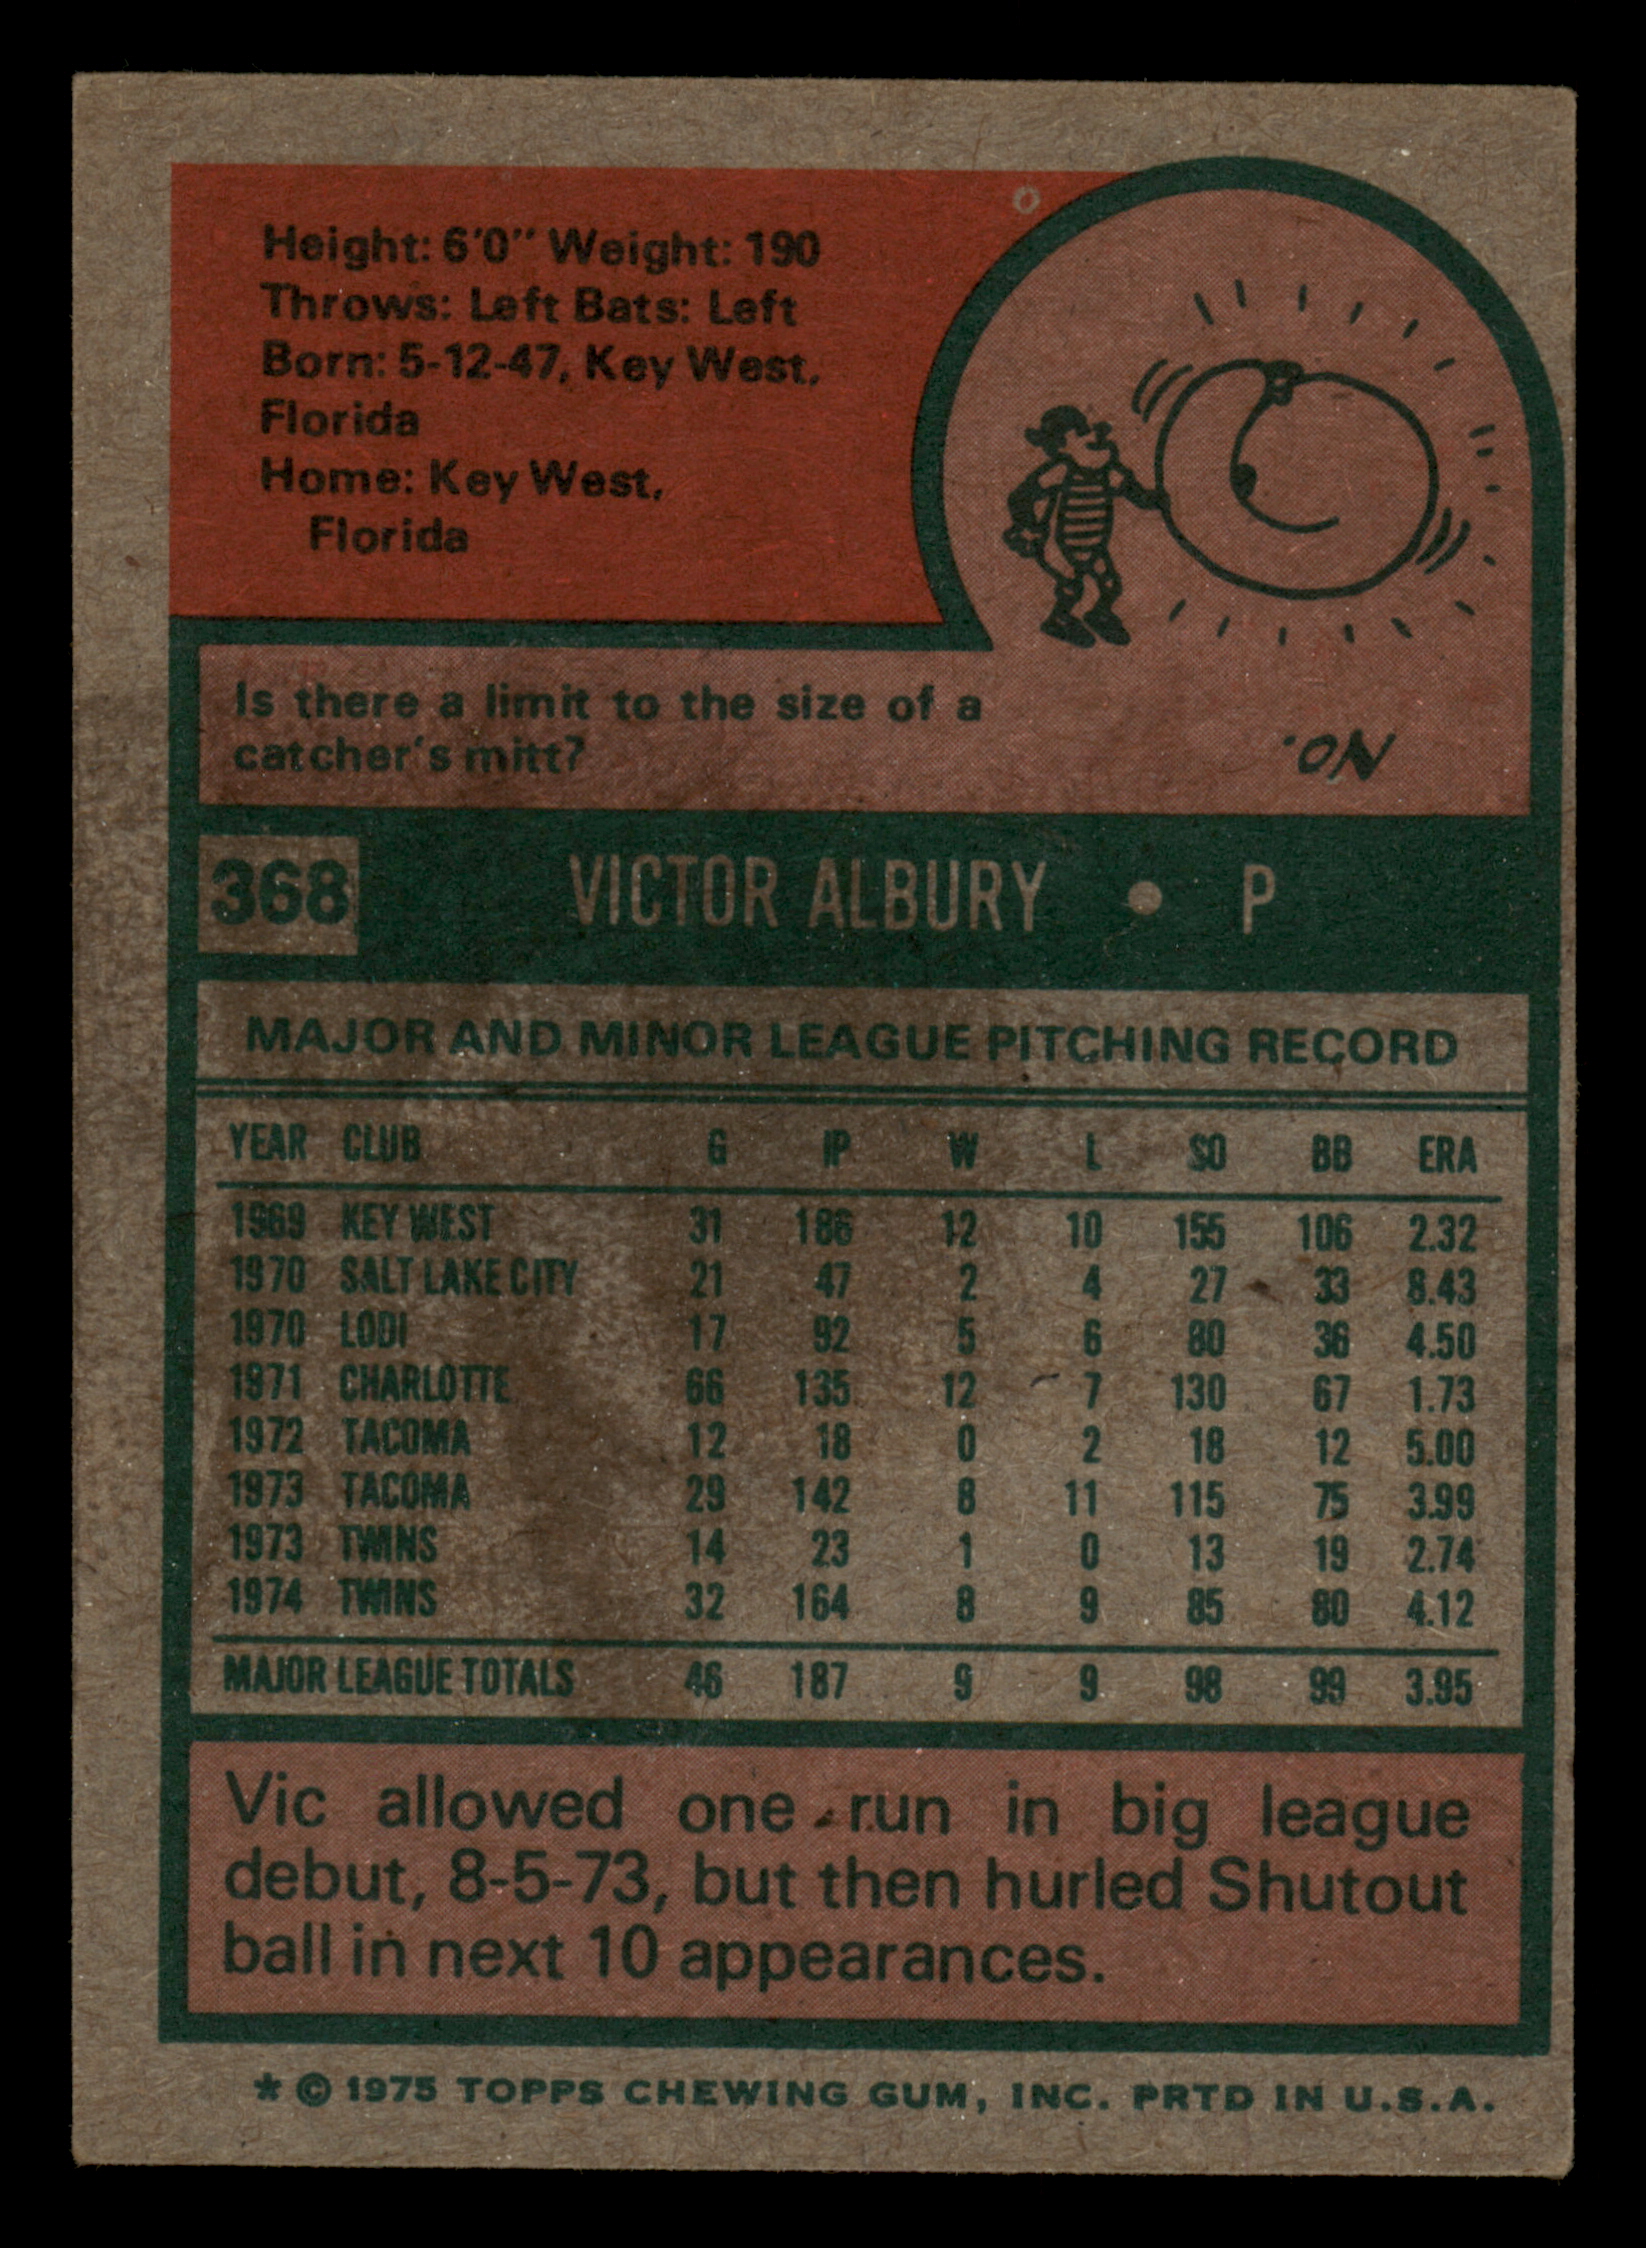 Height: 6'0" Weight: 190
Throws: Left Bats: Left
Born: 5-12-47, Key West,
Florida
Home: Key West,
Florida
Is there a limit to the size of a
catcher's mitt?
NO.
368 VICTOR ALBURY • P
MAJOR AND MINOR LEAGUE PITCHING RECORD
YEAR CLUB G IP W L SO BB ERA
1969 KEY WEST 31 186 12 10 155 106 2.32
1970 SALT LAKE CITY 21 47 2 4 27 33 8.43
1970 LODI 17 92 5 6 80 36 4.50
1971 CHARLOTTE 66 135 12 7 130 67 1.73
1972 TACOMA 12 18 0 2 18 12 5.00
1973 TACOMA 29 142 8 11 115 75 3.99
1973 TWINS 14 23 1 0 13 19 2.74
1974 TWINS 32 164 8 9 85 80 4.12
MAJOR LEAGUE TOTALS 46 187 9 9 98 99 3.95
Vic allowed one run in big league
debut, 8-5-73, but then hurled Shutout
ball in next 10 appearances.
* © 1975 TOPPS CHEWING GUM, INC. PRTD IN U.S.A.